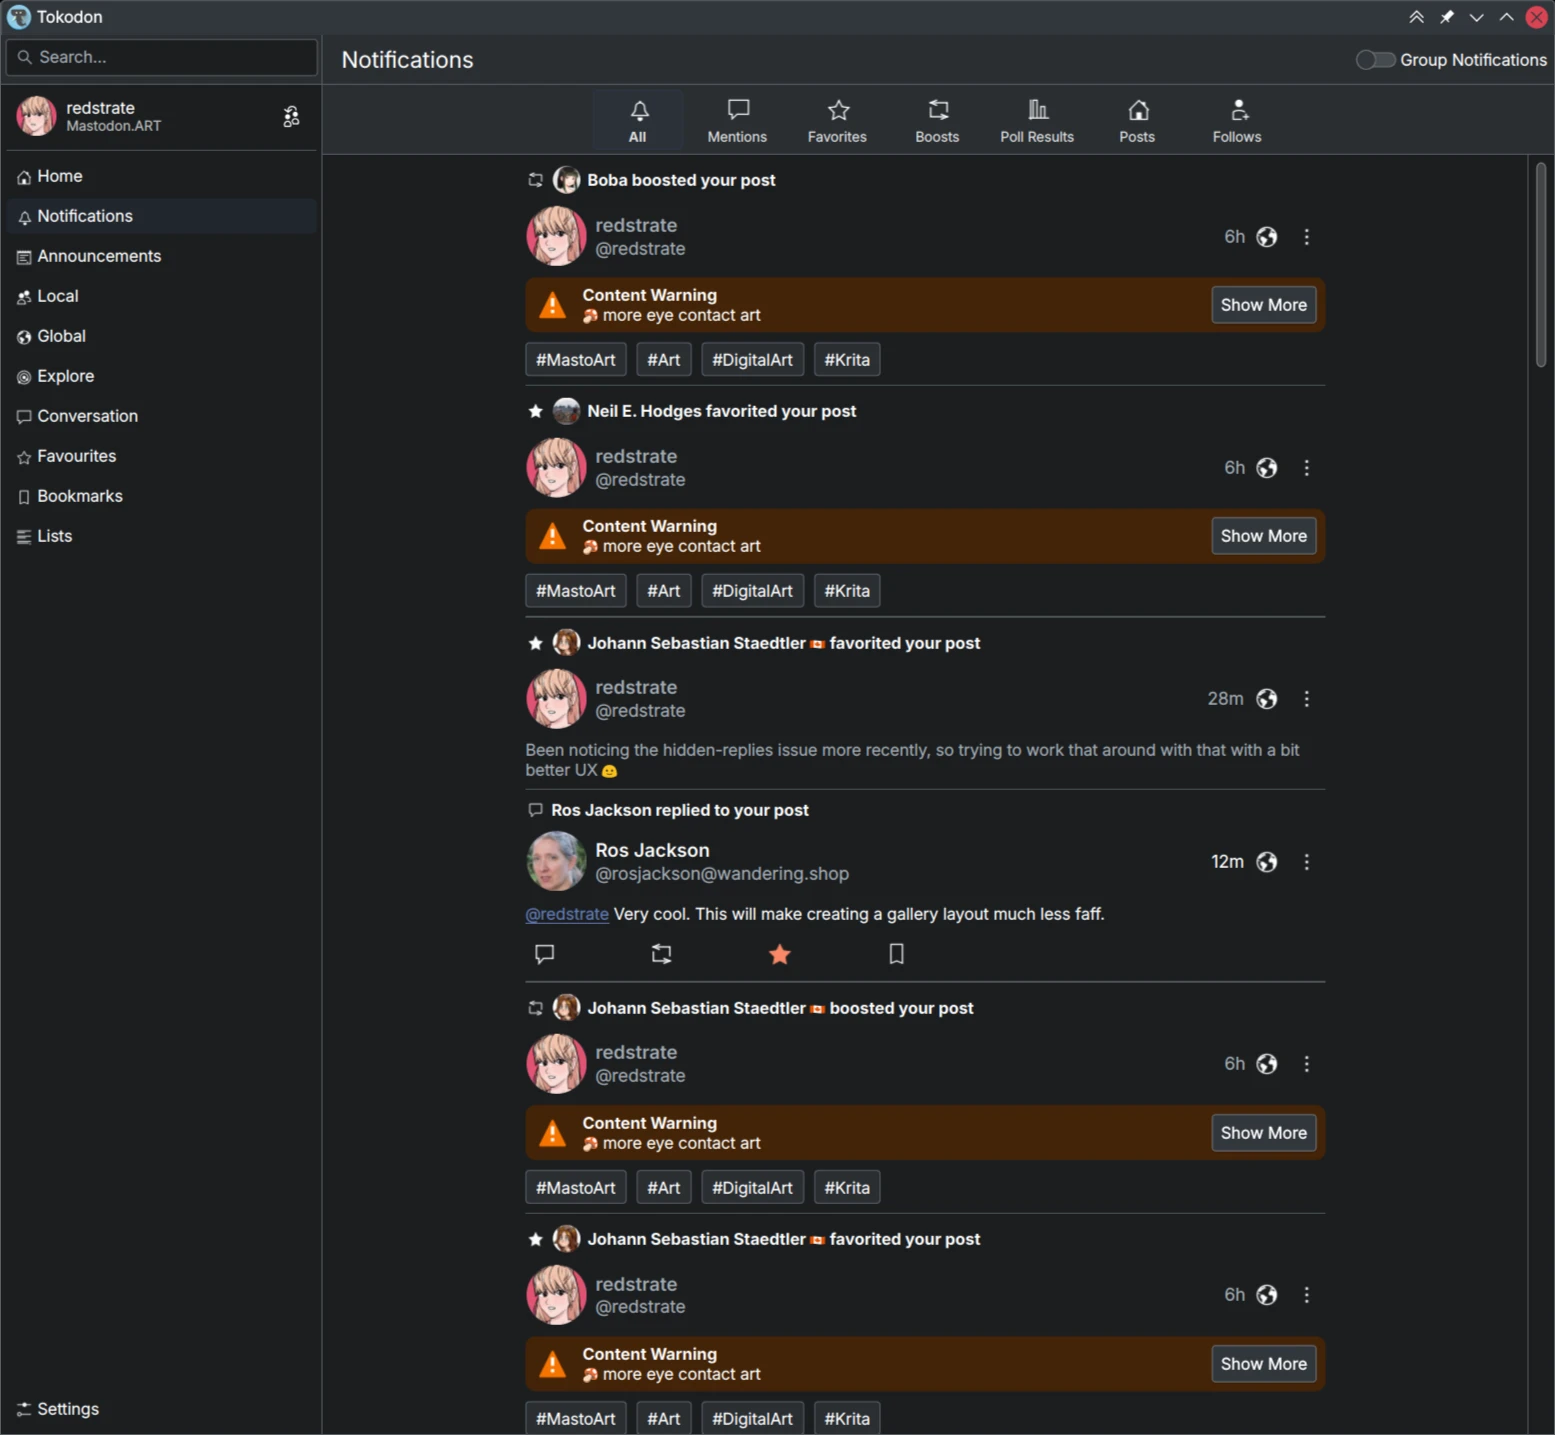 Tokodon
Search...
Notifications
Group Notifications
redstrate
Mastodon.ART
All
Mentions
Favorites
Boosts
Poll Results
Posts
Follows
Home
Notifications
Announcements
Local
Global
Explore
Conversation
Favourites
Bookmarks
Lists
Settings
Boba boosted your post
redstrate
@redstrate
6h
Content Warning
🍤 more eye contact art
Show More
#MastoArt #Art #DigitalArt #Krita
Neil E. Hodges favorited your post
redstrate
@redstrate
6h
Content Warning
🍤 more eye contact art
Show More
#MastoArt #Art #DigitalArt #Krita
Johann Sebastian Staedtler 🇨🇦 favorited your post
redstrate
@redstrate
28m
Been noticing the hidden-replies issue more recently, so trying to work that around with that with a bit
better UX 🙂
Ros Jackson replied to your post
Ros Jackson
@rosjackson@wandering.shop
12m
@redstrate Very cool. This will make creating a gallery layout much less faff.
Johann Sebastian Staedtler 🇨🇦 boosted your post
redstrate
@redstrate
6h
Content Warning
🍤 more eye contact art
Show More
#MastoArt #Art #DigitalArt #Krita
Johann Sebastian Staedtler 🇨🇦 favorited your post
redstrate
@redstrate
6h
Content Warning
🍤 more eye contact art
Show More
#MastoArt #Art #DigitalArt #Krita